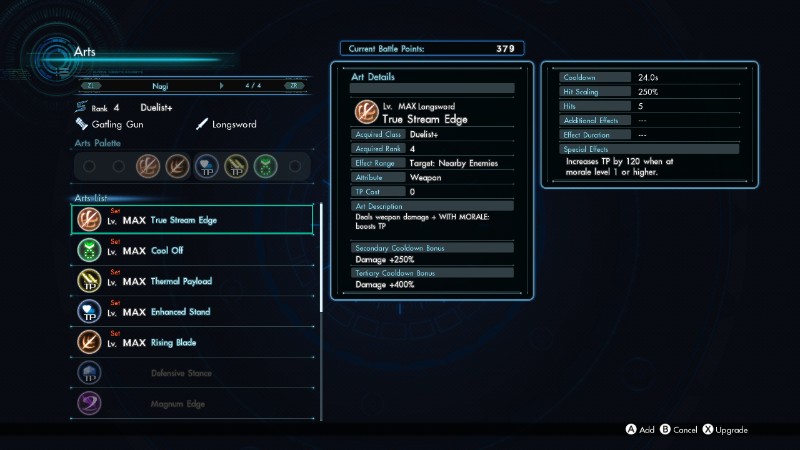 Arts
ZL Nagi 4 / 4 ZR
Rank 4 Duelist+
Gatling Gun Longsword
Arts Palette
TP TP
Arts List
Set
Lv. MAX True Stream Edge
Set
Lv. MAX Cool Off
Set
TP Lv. MAX Thermal Payload
Set
TP Lv. MAX Enhanced Stand
Set
Lv. MAX Rising Blade
TP Defensive Stance
Magnum Edge
Current Battle Points: 379
Art Details
Lv. MAX Longsword
True Stream Edge
Acquired Class Duelist+
Acquired Rank 4
Effect Range Target: Nearby Enemies
Attribute Weapon
TP Cost 0
Art Description
Deals weapon damage + WITH MORALE:
boosts TP
Secondary Cooldown Bonus
Damage +250%
Tertiary Cooldown Bonus
Damage +400%
Cooldown 24.0s
Hit Scaling 250%
Hits 5
Additional Effects ---
Effect Duration ---
Special Effects
Increases TP by 120 when at
morale level 1 or higher.
A Add B Cancel X Upgrade